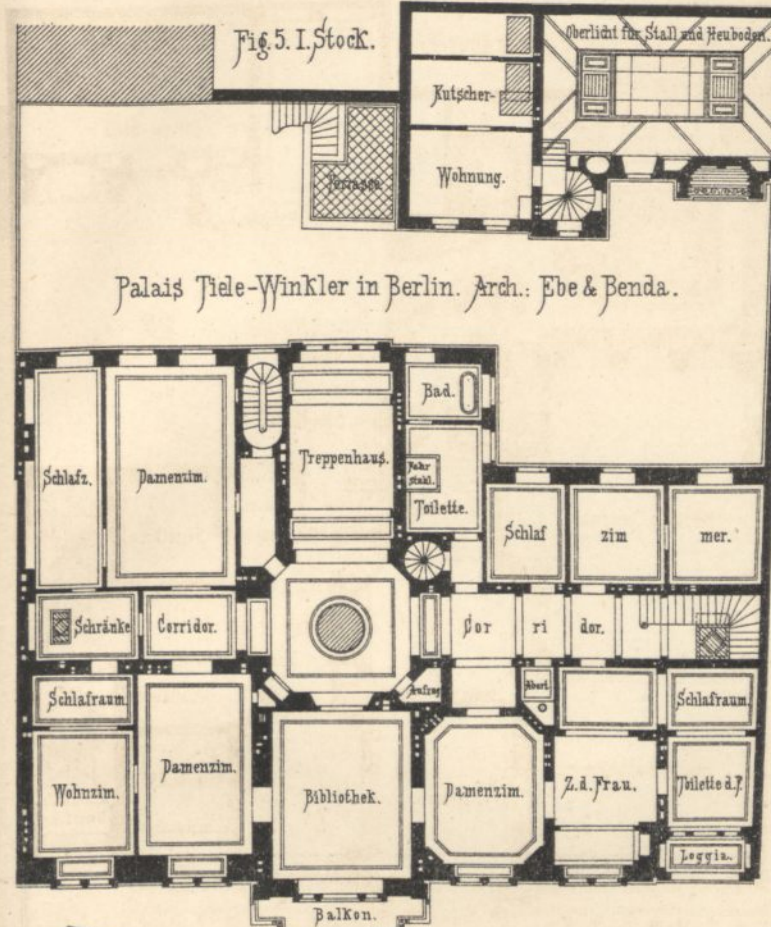 Fig. 5. I. Stock.
Oberlicht für Stall und Heuboden.
Kutscher-
Wohnung.
Terrasse.
Palais Tiele-Winkler in Berlin. Arch.: Ebe & Benda.
Bad.
Schlafz.
Damenzim.
Treppenhaus.
Fahr
stuhl.
Toilette.
Schlaf
zim
mer.
Schränke
Corridor.
Cor
ri
dor.
Aufzug
Abort.
Schlafraum.
Schlafraum.
Wohnzim.
Damenzim.
Bibliothek.
Damenzim.
Z. d. Frau.
Toilette d. F.
Loggia.
Balkon.